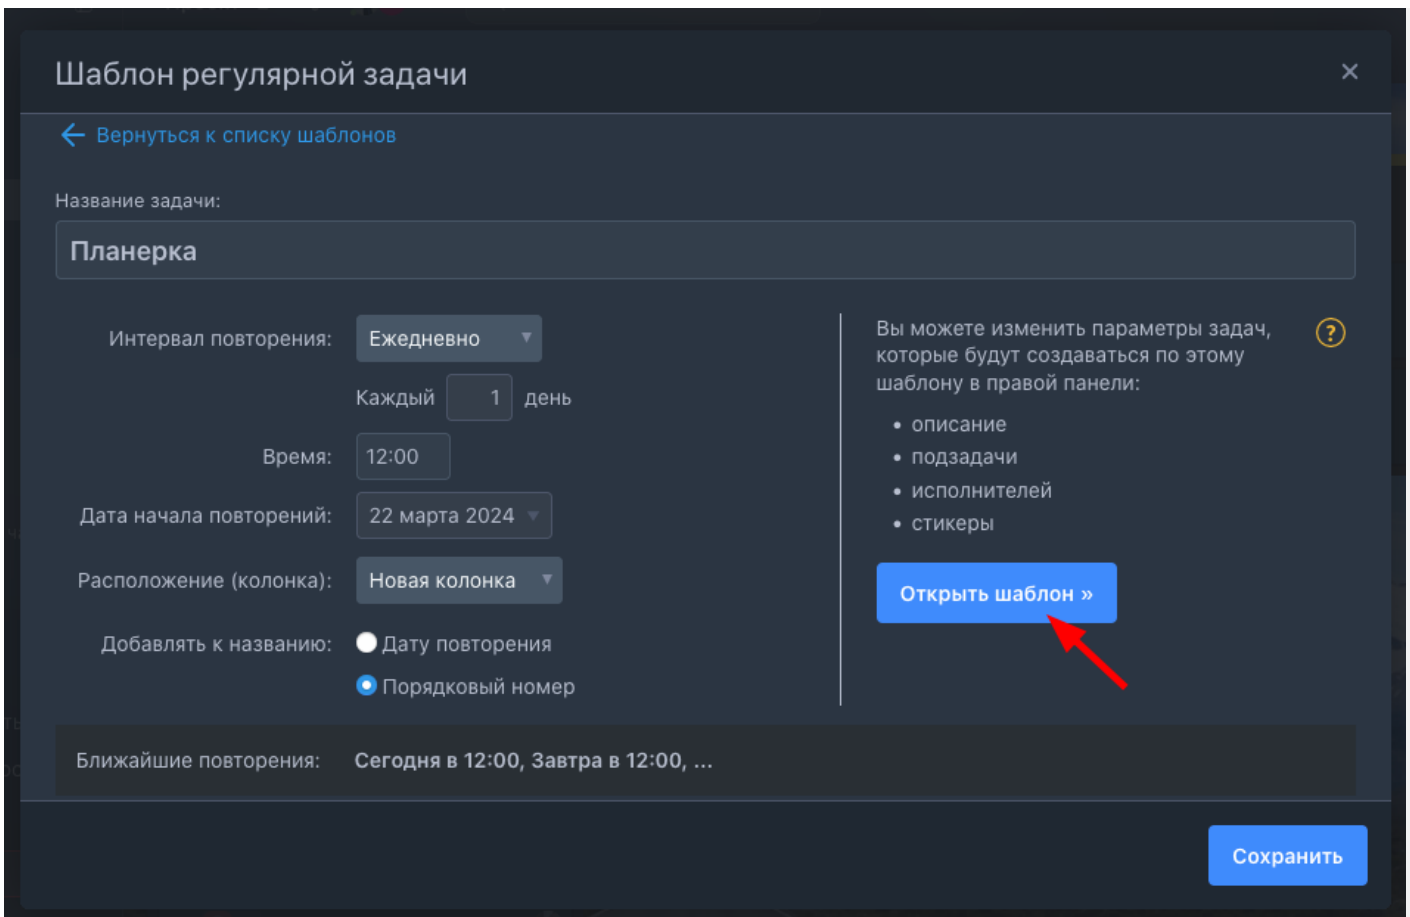 Шаблон регулярной задачи
×
← Вернуться к списку шаблонов
Название задачи:
Планерка
Интервал повторения: Ежедневно
Каждый 1 день
Время: 12:00
Дата начала повторений: 22 марта 2024
Расположение (колонка): Новая колонка
Добавлять к названию: Дату повторения
Порядковый номер
Вы можете изменить параметры задач,
которые будут создаваться по этому
шаблону в правой панели:
• описание
• подзадачи
• исполнителей
• стикеры
?
Открыть шаблон »
Ближайшие повторения: Сегодня в 12:00, Завтра в 12:00, ...
Сохранить